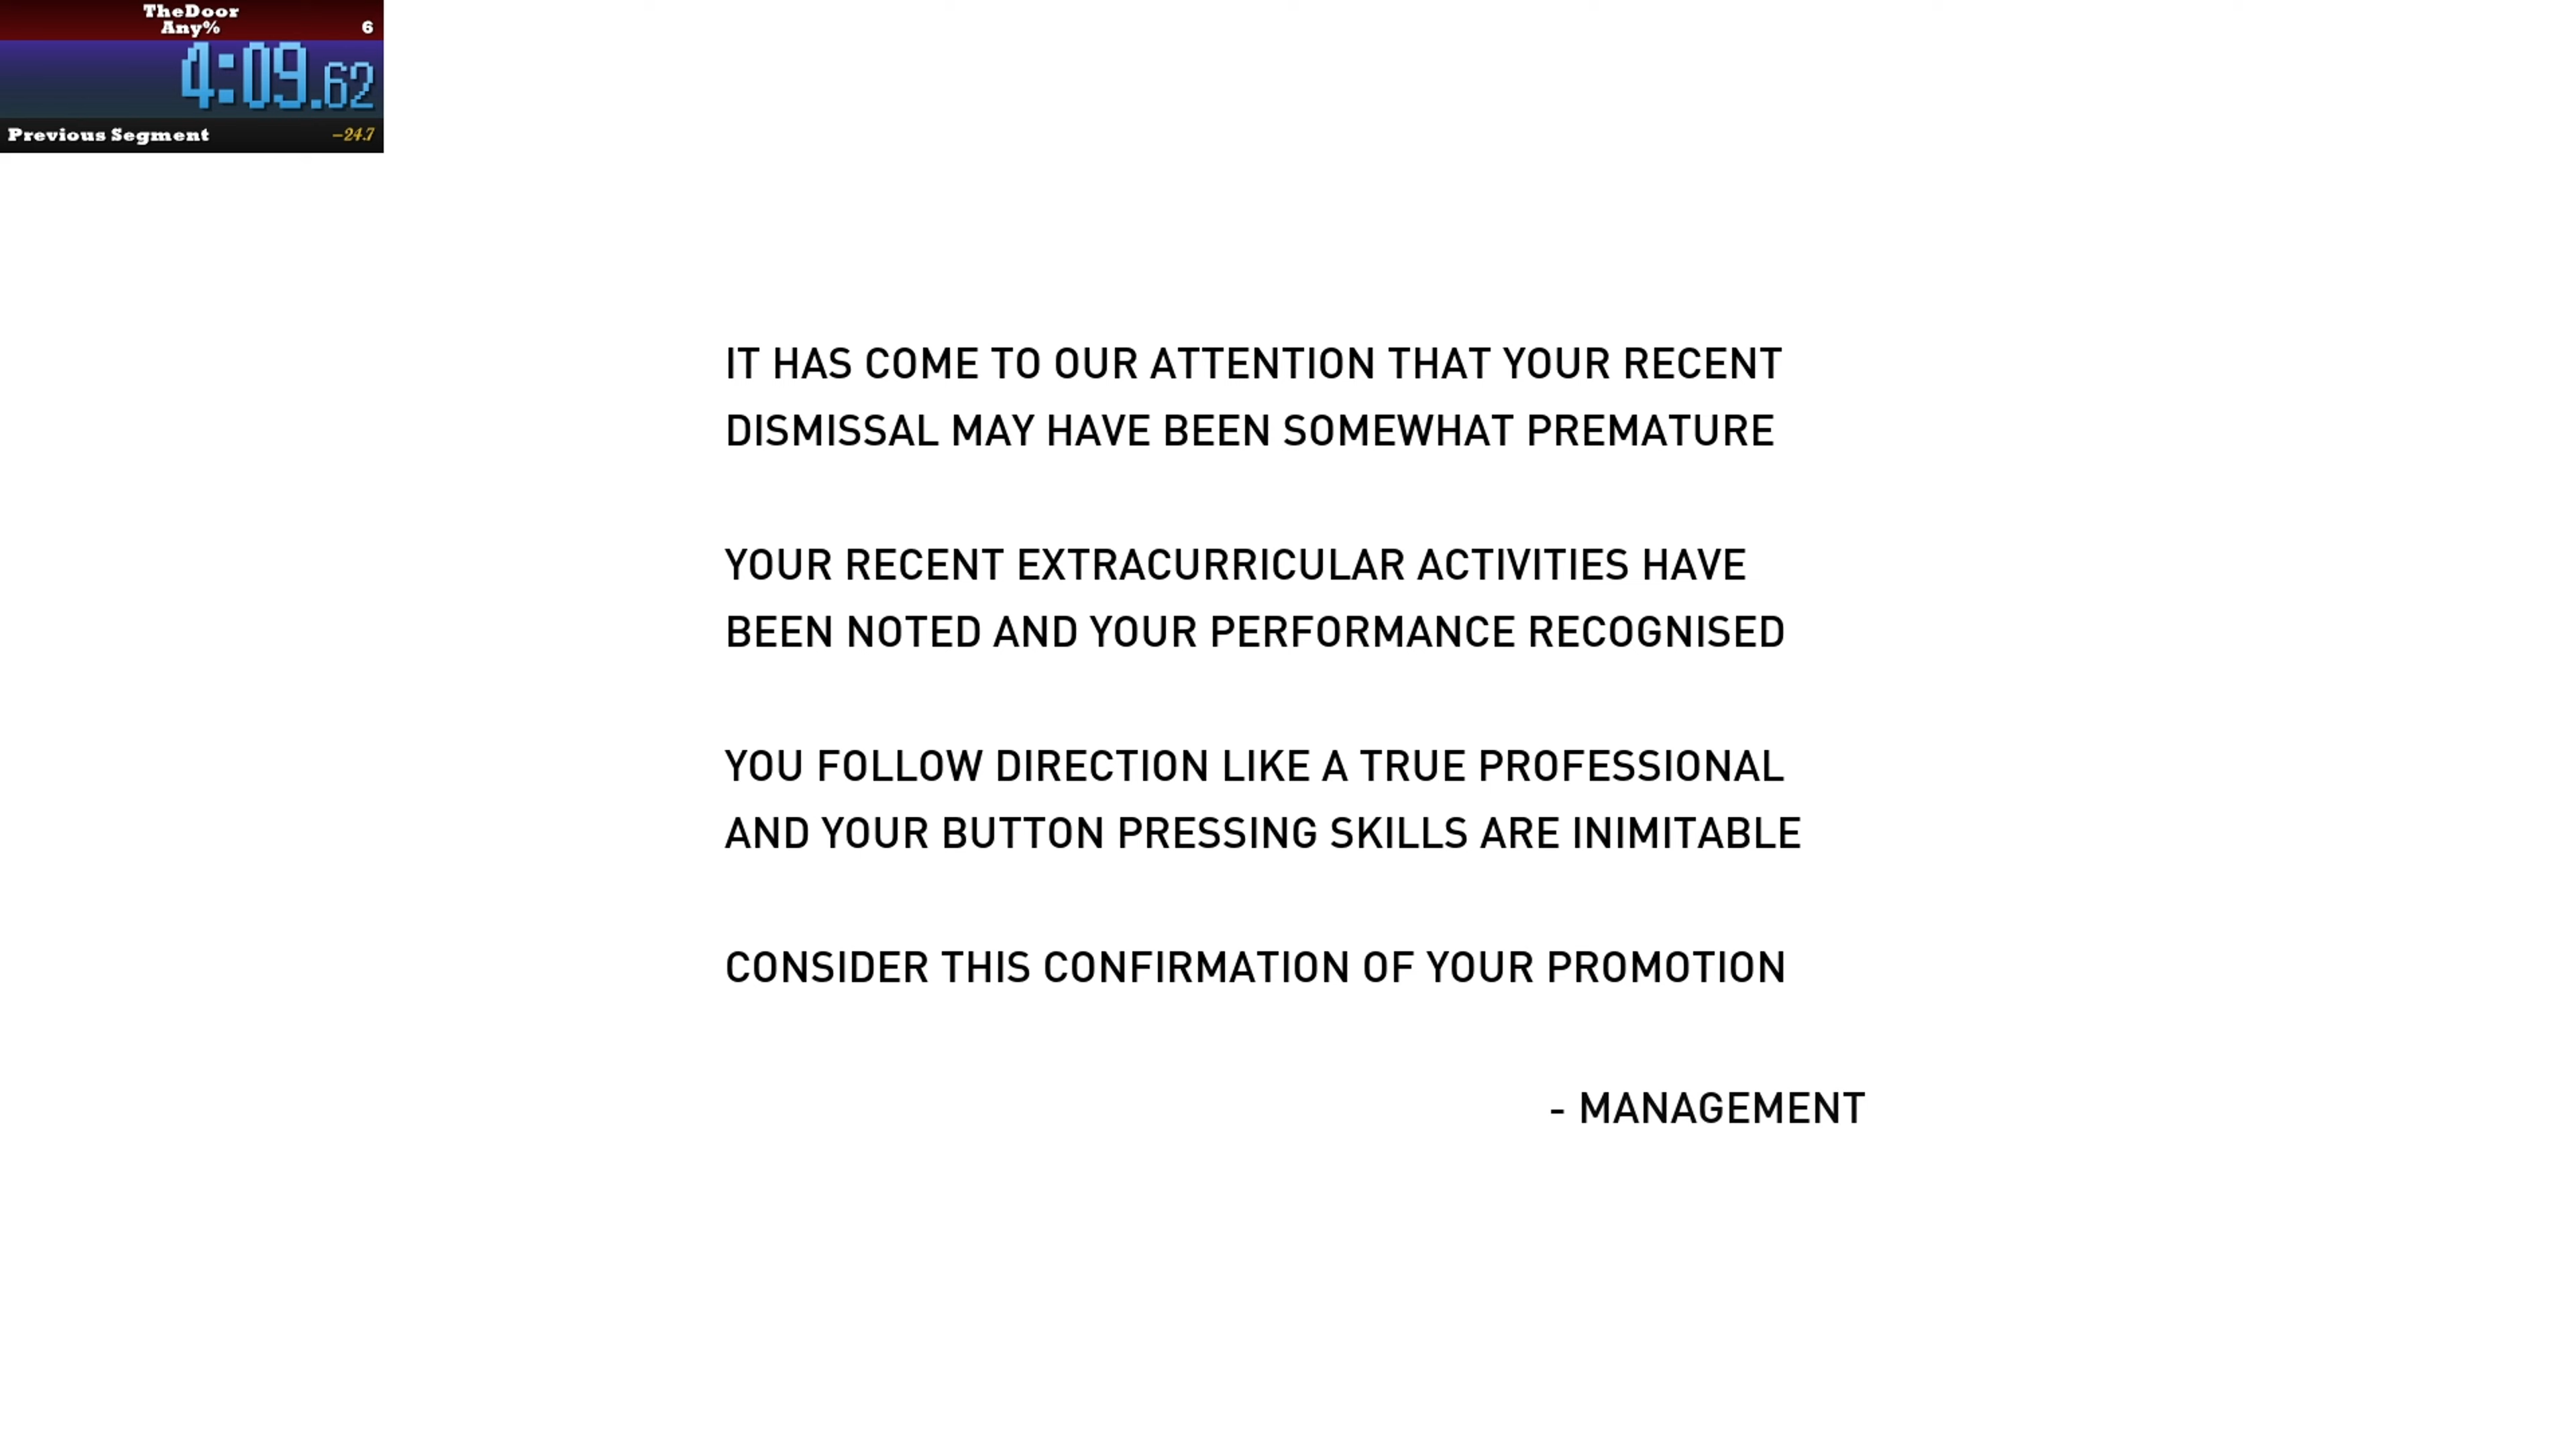 TheDoor
Any% 6
4:09.62
Previous Segment -24.7
IT HAS COME TO OUR ATTENTION THAT YOUR RECENT
DISMISSAL MAY HAVE BEEN SOMEWHAT PREMATURE
YOUR RECENT EXTRACURRICULAR ACTIVITIES HAVE
BEEN NOTED AND YOUR PERFORMANCE RECOGNISED
YOU FOLLOW DIRECTION LIKE A TRUE PROFESSIONAL
AND YOUR BUTTON PRESSING SKILLS ARE INIMITABLE
CONSIDER THIS CONFIRMATION OF YOUR PROMOTION
- MANAGEMENT